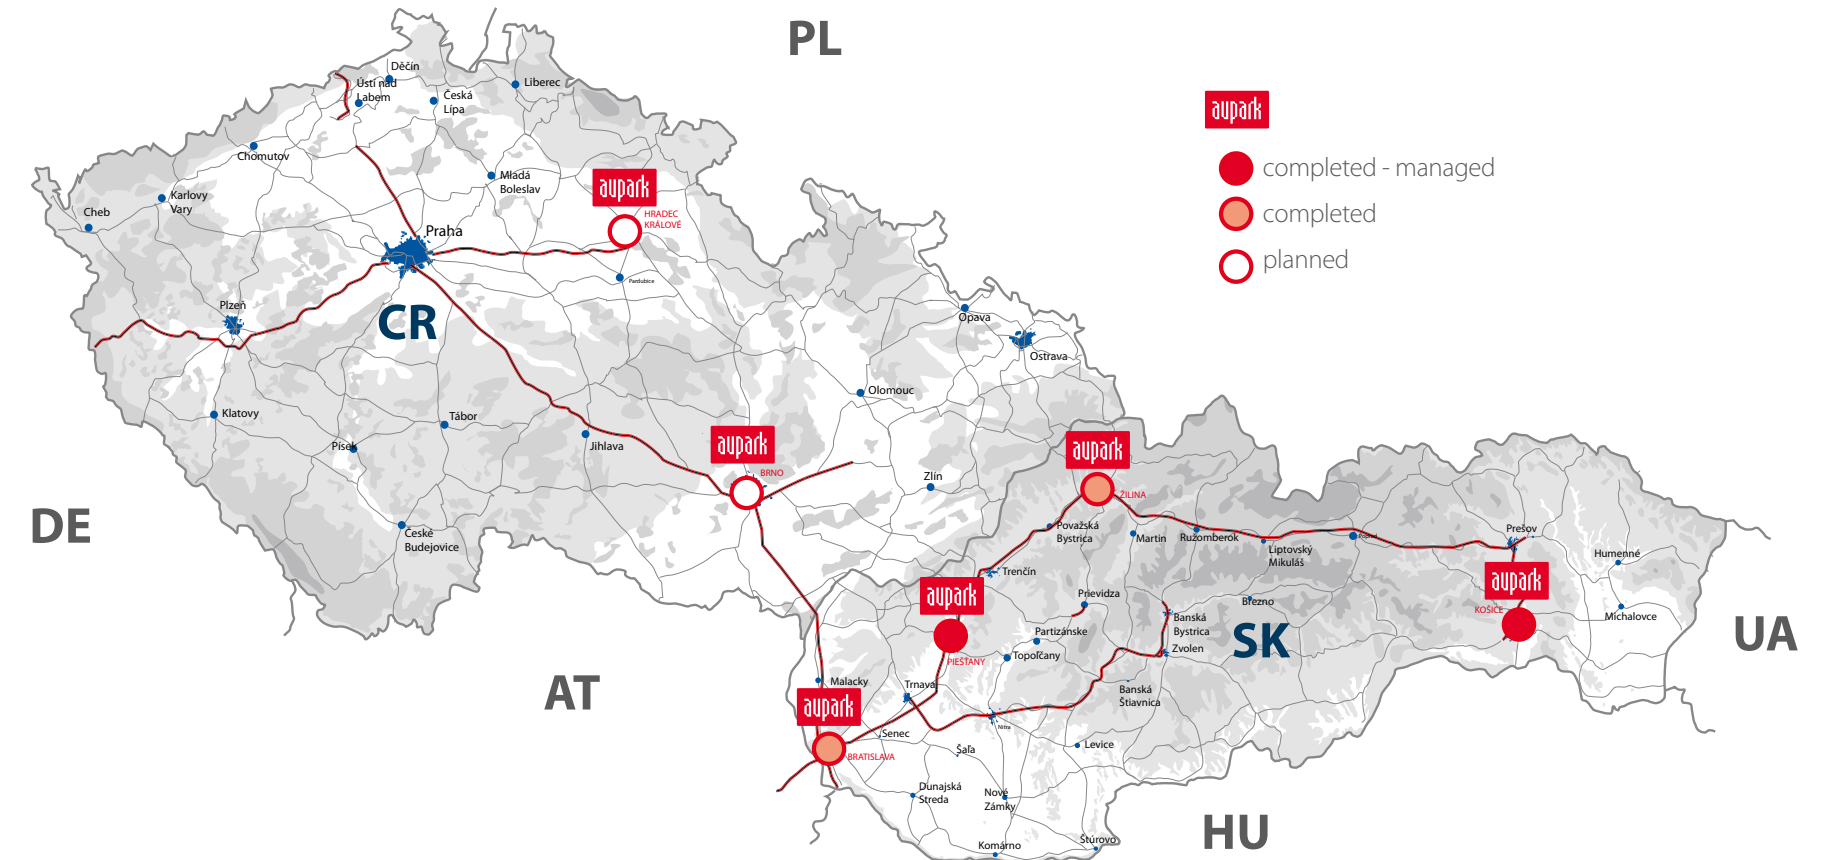 PL
Děčín
Ústí nad
Labem
Česká
Lípa
Liberec
aupark
completed - managed
completed
planned
Chomutov
Mladá
Boleslav
Karlovy
Vary
Cheb
aupark
HRADEC
KRÁLOVÉ
Praha
Pardubice
Plzeň
CR
Opava
Ostrava
Olomouc
Klatovy
Tábor
Písek
Jihlava
aupark
BRNO
Zlín
aupark
ŽILINA
DE
České
Budejovice
Považská
Bystrica
Martin
Ružomberok
Liptovský
Mikuláš
Poprad
Prešov
Humenné
Trenčín
aupark
PIEŠŤANY
Prievidza
Partizánske
Topoľčany
Banská
Bystrica
Zvolen
Brezno
SK
aupark
KOŠICE
Michalovce
UA
AT
Malacky
aupark
BRATISLAVA
Trnava
Senec
Nitra
Banská
Štiavnica
Šaľa
Levice
Dunajská
Streda
Nové
Zámky
Komárno
Štúrovo
HU